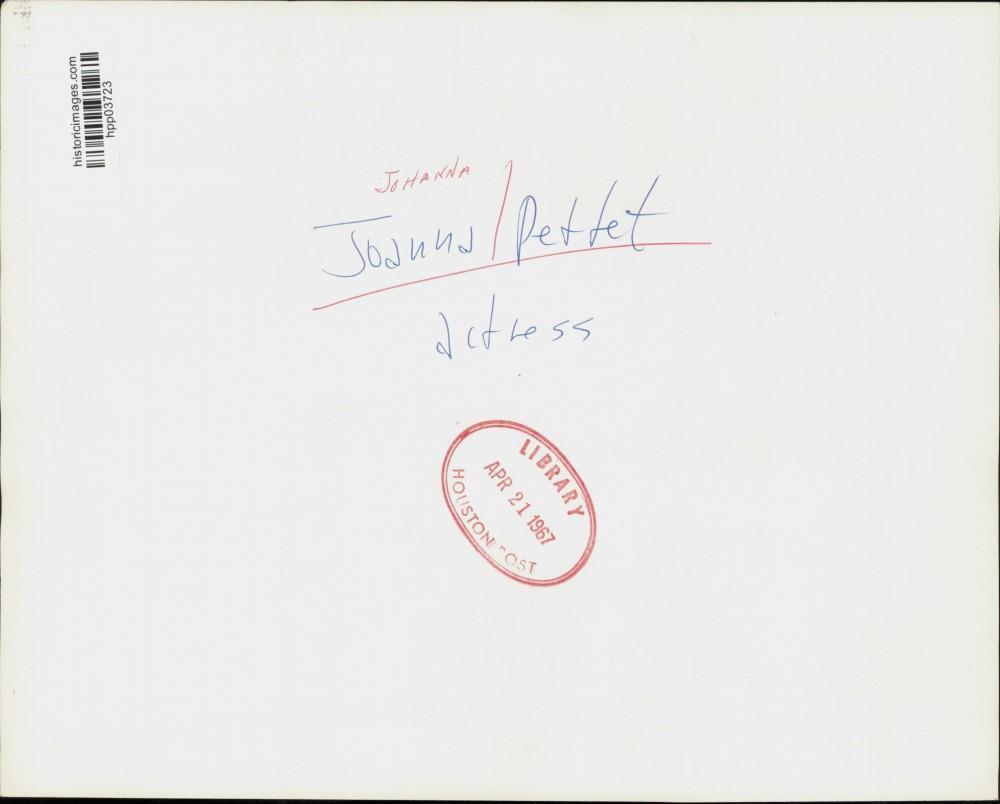 historicimages.com
hpp03723
JOHANNA
Joanna/Pettet
actress
LIBRARY
APR 21 1967
HOUSTON POST